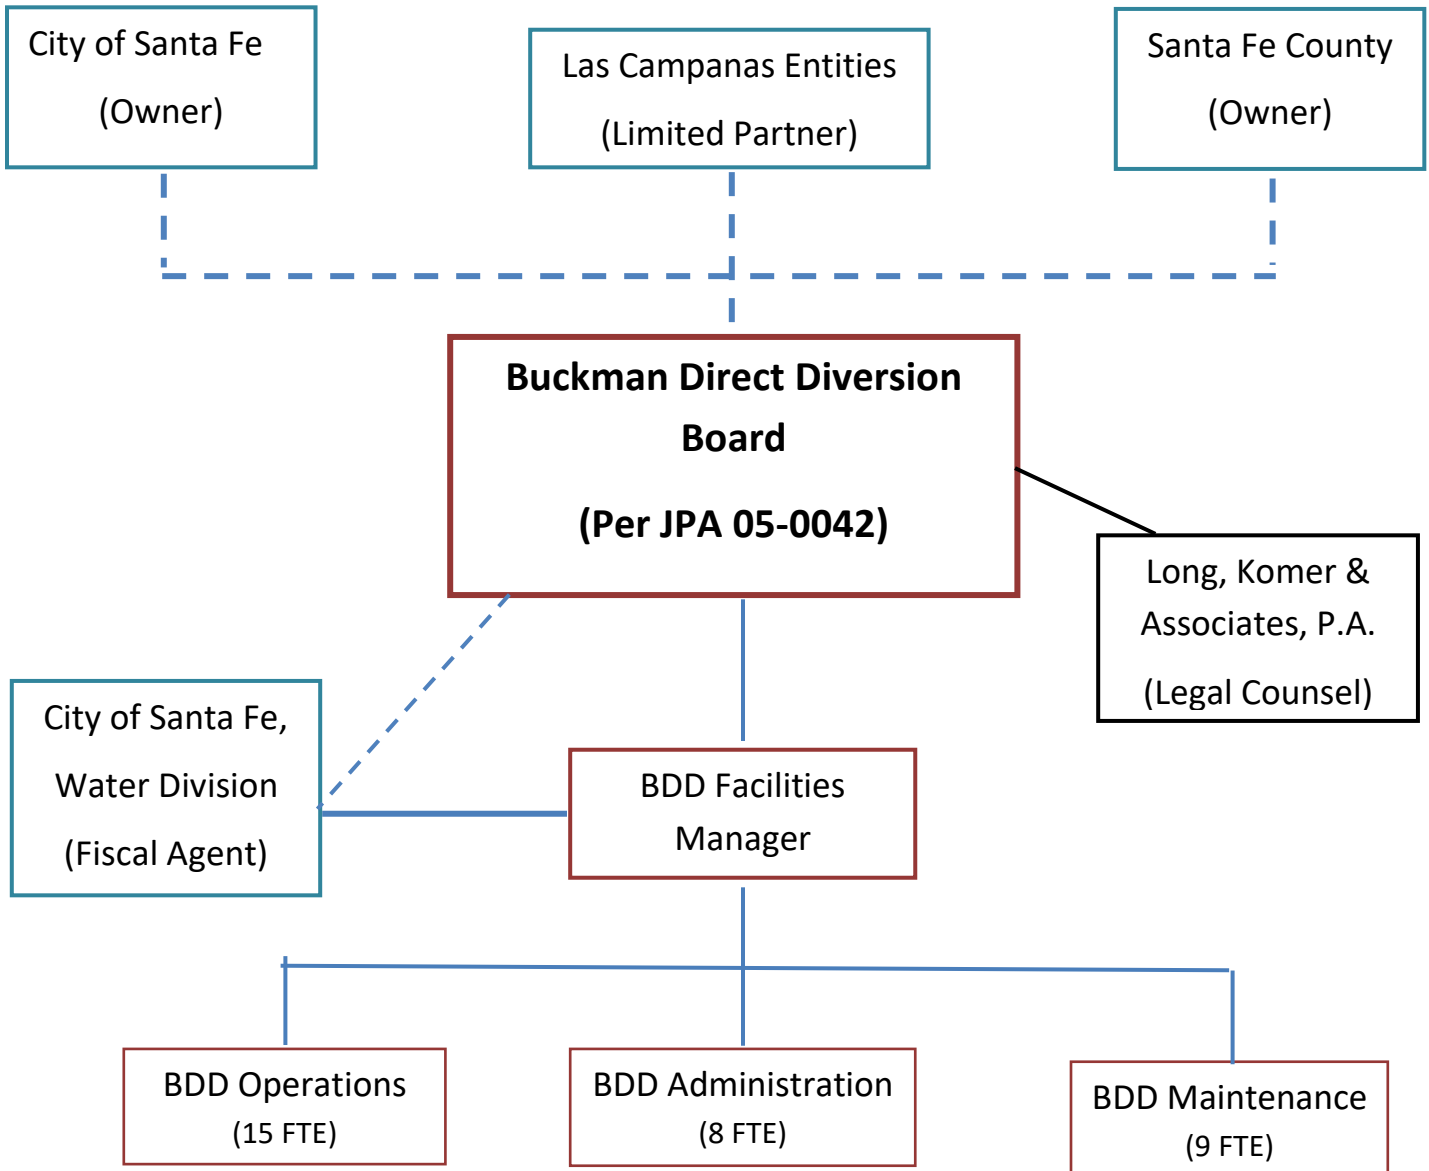 City of Santa Fe
(Owner)
Las Campanas Entities
(Limited Partner)
Santa Fe County
(Owner)
Buckman Direct Diversion
Board
(Per JPA 05-0042)
Long, Komer &
Associates, P.A.
(Legal Counsel)
City of Santa Fe,
Water Division
(Fiscal Agent)
BDD Facilities
Manager
BDD Operations
(15 FTE)
BDD Administration
(8 FTE)
BDD Maintenance
(9 FTE)